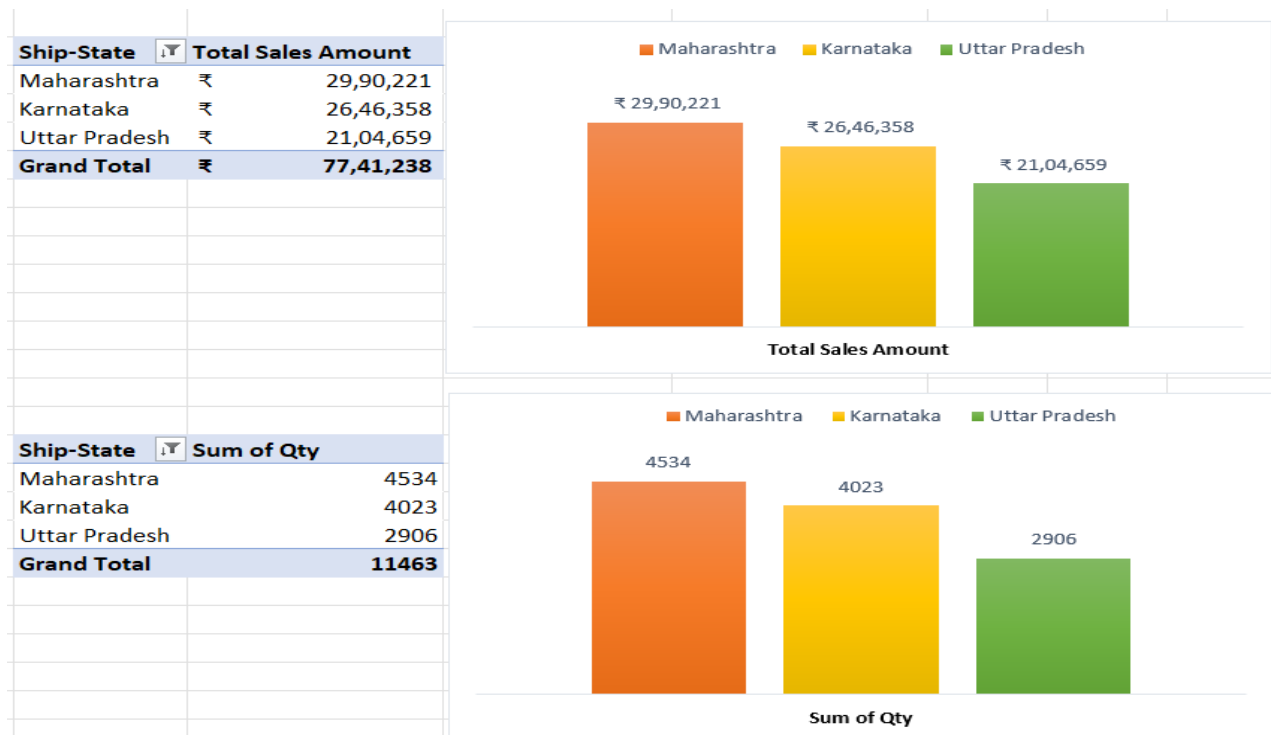 Ship-State Total Sales Amount
Maharashtra ₹ 29,90,221
Karnataka ₹ 26,46,358
Uttar Pradesh ₹ 21,04,659
Grand Total ₹ 77,41,238
Maharashtra Karnataka Uttar Pradesh
₹ 29,90,221
₹ 26,46,358
₹ 21,04,659
Total Sales Amount
Ship-State Sum of Qty
Maharashtra 4534
Karnataka 4023
Uttar Pradesh 2906
Grand Total 11463
Maharashtra Karnataka Uttar Pradesh
4534
4023
2906
Sum of Qty